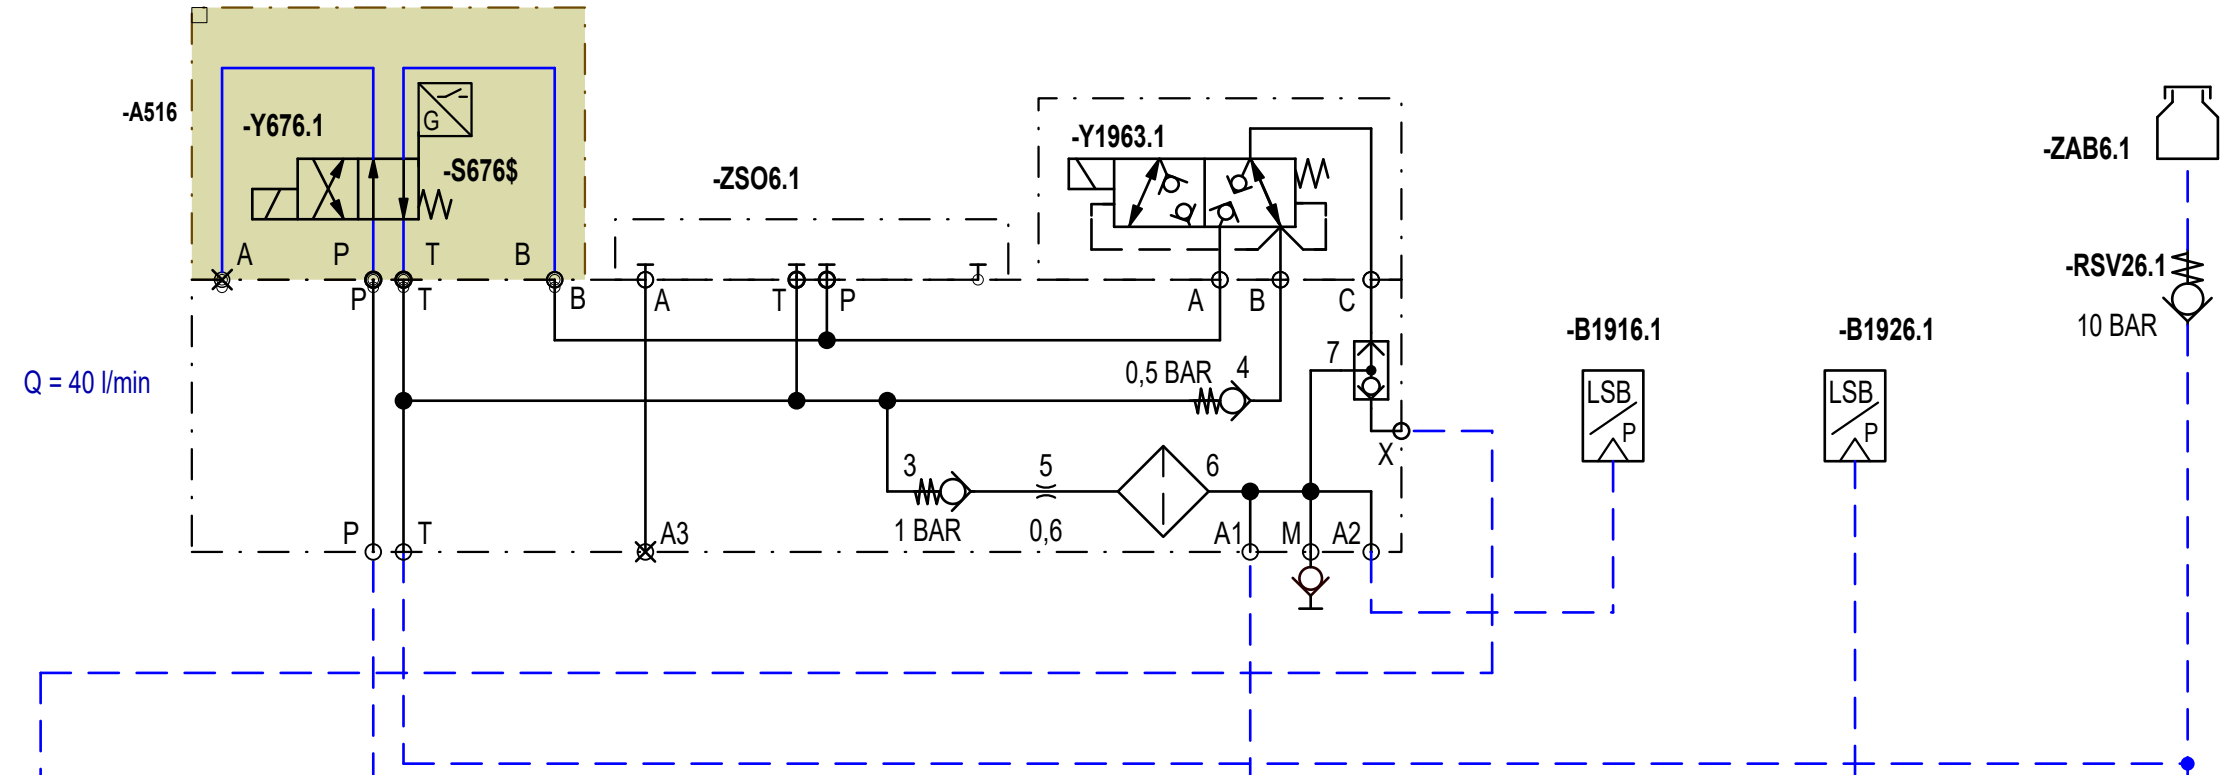 -A516
-Y676.1
G
-S676$
A
P
T
B
P
T
B
-ZSO6.1
A
T
P
-Y1963.1
A
B
C
-ZAB6.1
-RSV26.1
10 BAR
-B1916.1
-B1926.1
LSB
P
LSB
P
Q = 40 l/min
0,5 BAR
4
7
X
3
5
6
1 BAR
0,6
P
T
A3
A1
M
A2